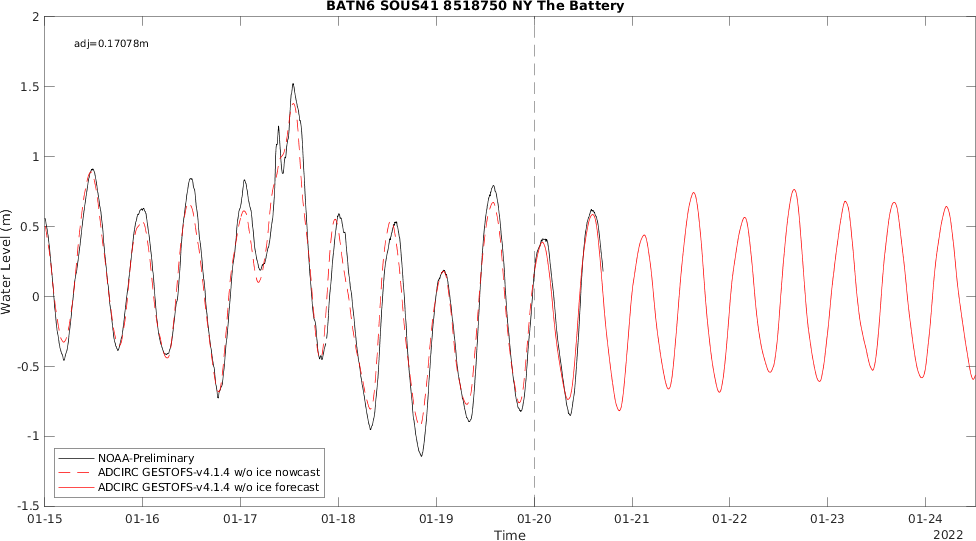 BATN6 SOUS41 8518750 NY The Battery
adj=0.17078m
2
1.5
1
0.5
0
-0.5
-1
-1.5
Water Level (m)
NOAA-Preliminary
ADCIRC GESTOFS-v4.1.4 w/o ice nowcast
ADCIRC GESTOFS-v4.1.4 w/o ice forecast
01-15 01-16 01-17 01-18 01-19 01-20 01-21 01-22 01-23 01-24
Time
2022